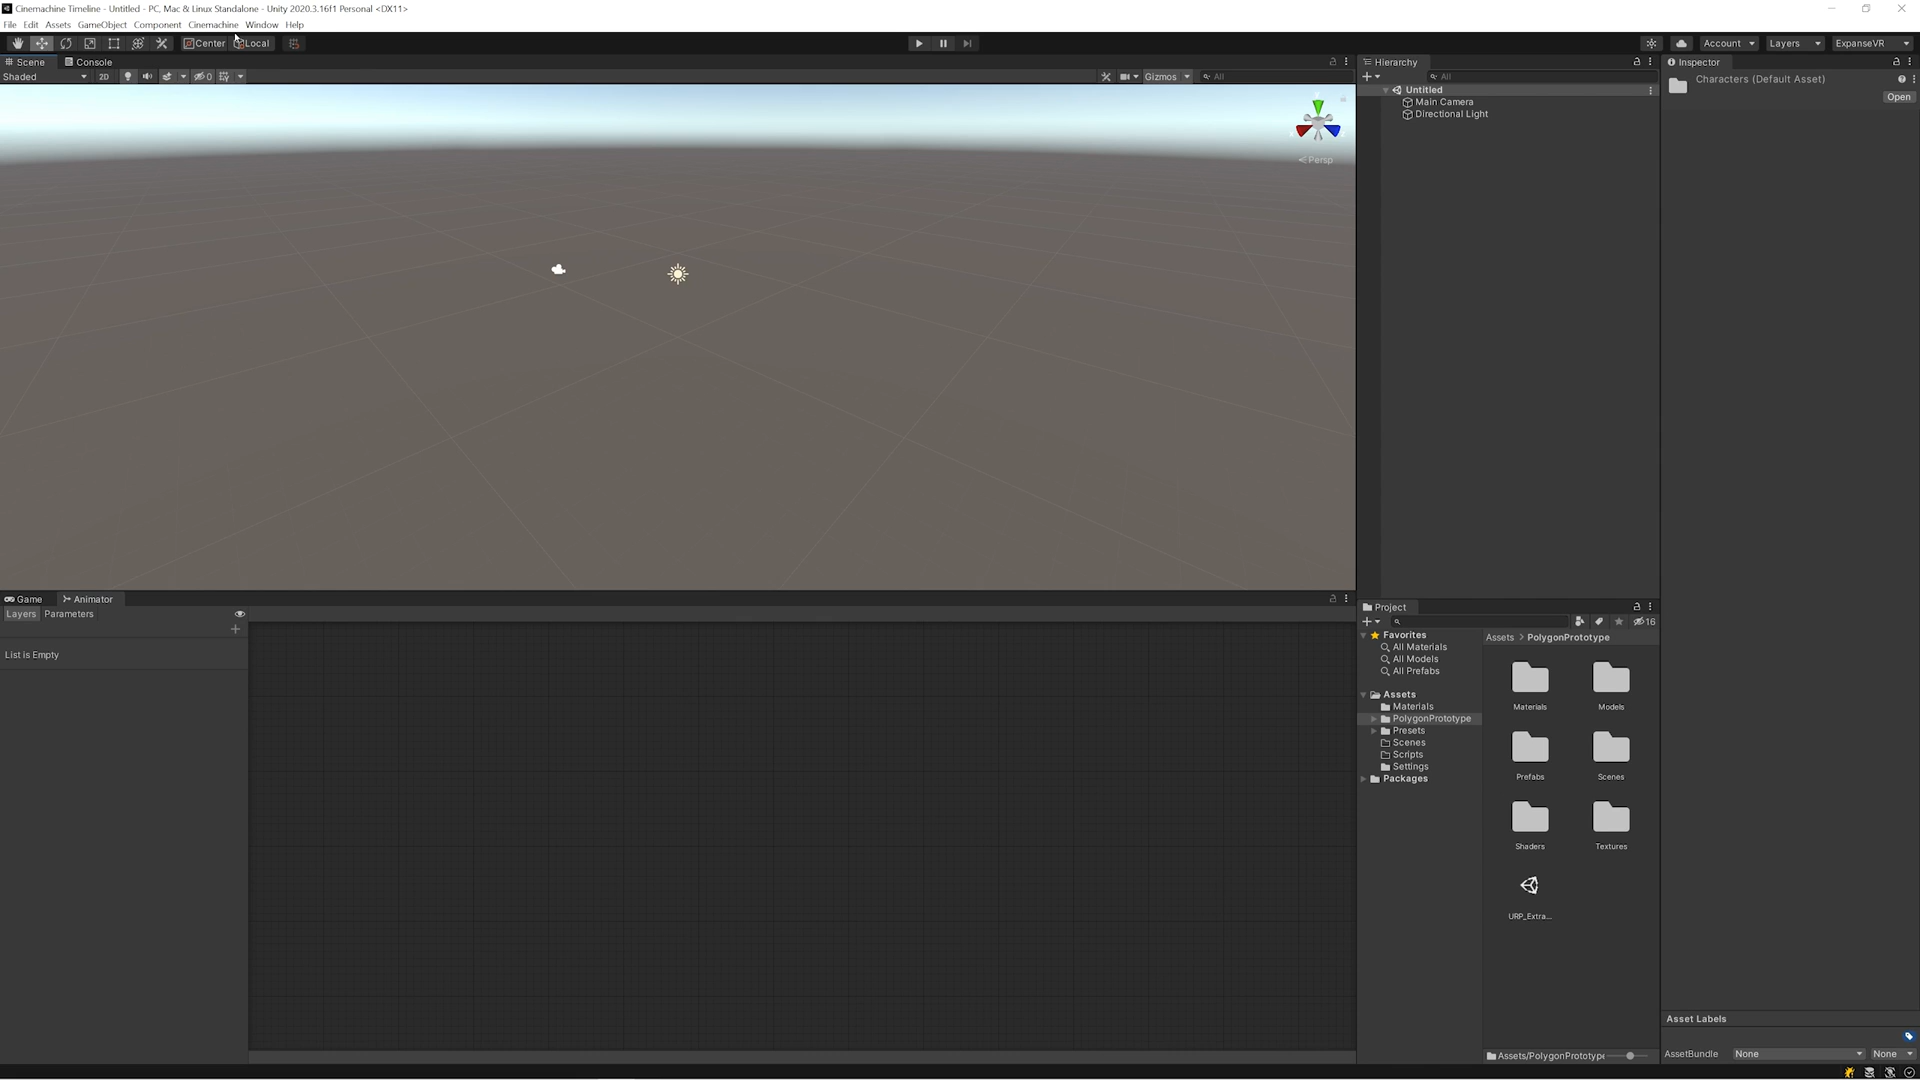 Cinemachine Timeline - Untitled - PC, Mac & Linux Standalone - Unity 2020.3.16f1 Personal <DX11>
File Edit Assets GameObject Component Cinemachine Window Help
Center Local
Account Layers ExpanseVR
Scene Console
Shaded 2D 0 Gizmos All
Persp
Hierarchy
All
Untitled
Main Camera
Directional Light
Inspector
Characters (Default Asset)
Open
Game Animator
Layers Parameters
List is Empty
Project
16
Favorites
All Materials
All Models
All Prefabs
Assets
Materials
PolygonPrototype
Presets
Scenes
Scripts
Settings
Packages
Assets > PolygonPrototype
Materials Models
Prefabs Scenes
Shaders Textures
URP_Extra...
Assets/PolygonPrototype
Asset Labels
AssetBundle None None